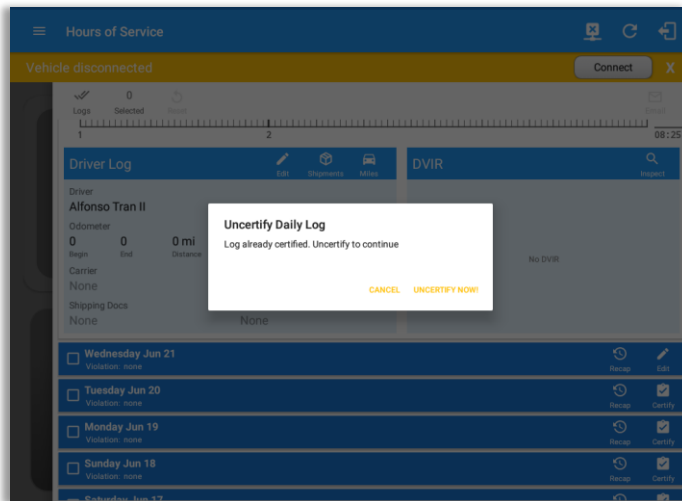 Hours of Service
Vehicle disconnected
Connect
X
Logs
0
Selected
Reset
Email
1
2
08:25
Driver Log
Edit
Shipments
Miles
DVIR
Inspect
Driver
Alfonso Tran II
Odometer
0 0 0 mi
Begin End Distance
Carrier
None
Shipping Docs
None None
No DVIR
Uncertify Daily Log
Log already certified. Uncertify to continue
CANCEL UNCERTIFY NOW!
Wednesday Jun 21
Violation: none
Recap Edit
Tuesday Jun 20
Violation: none
Recap Certify
Monday Jun 19
Violation: none
Recap Certify
Sunday Jun 18
Violation: none
Recap Certify
Saturday Jun 17